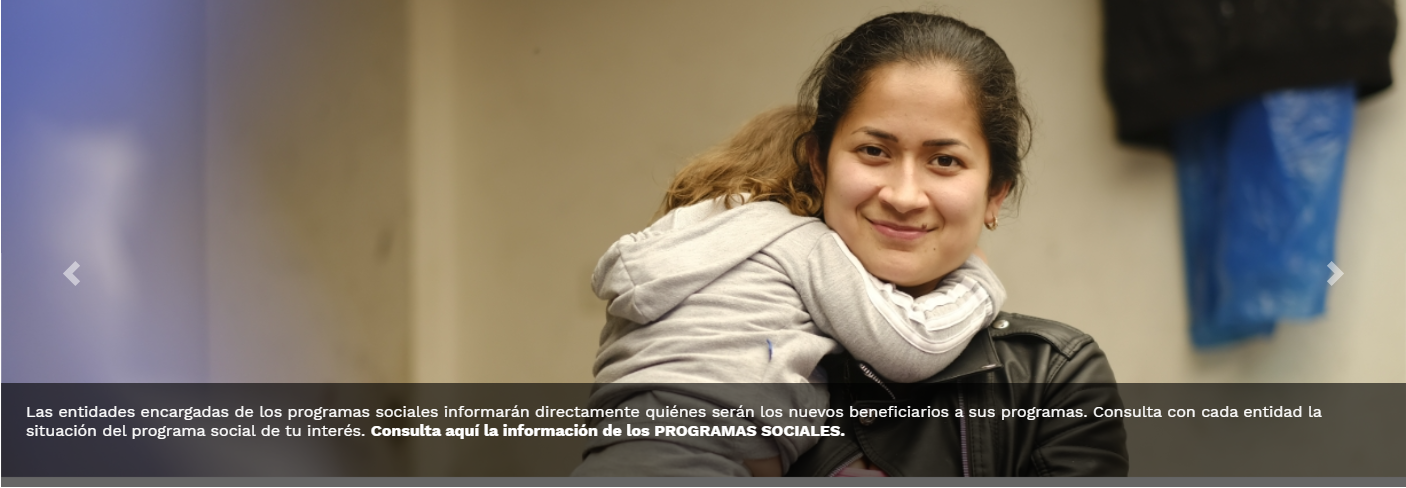 Las entidades encargadas de los programas sociales informarán directamente quiénes serán los nuevos beneficiarios a sus programas. Consulta con cada entidad la
situación del programa social de tu interés. Consulta aquí la información de los PROGRAMAS SOCIALES.